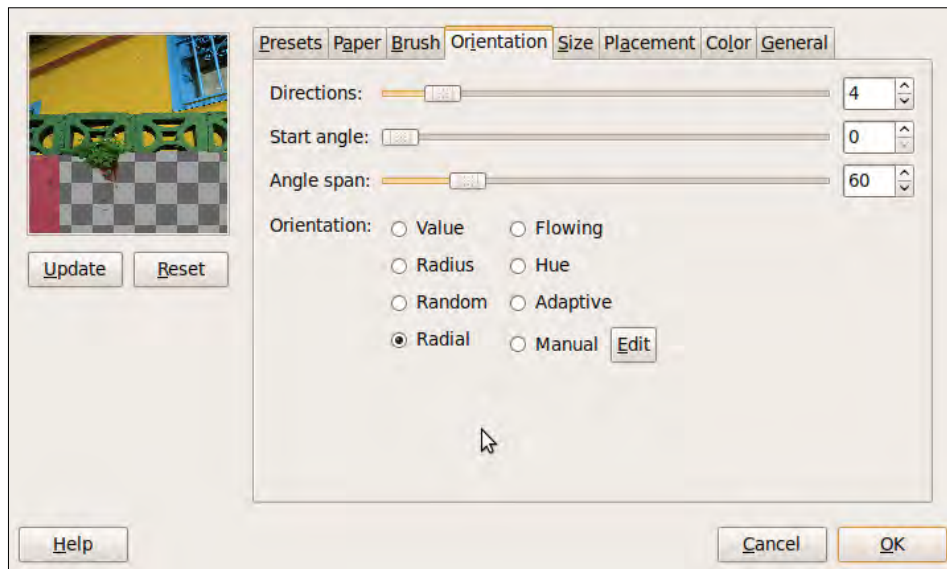 Presets Paper Brush Orientation Size Placement Color General
Directions: 4
Start angle: 0
Angle span: 60
Orientation: Value Flowing
Radius Hue
Random Adaptive
Radial Manual Edit
Update Reset
Help Cancel OK